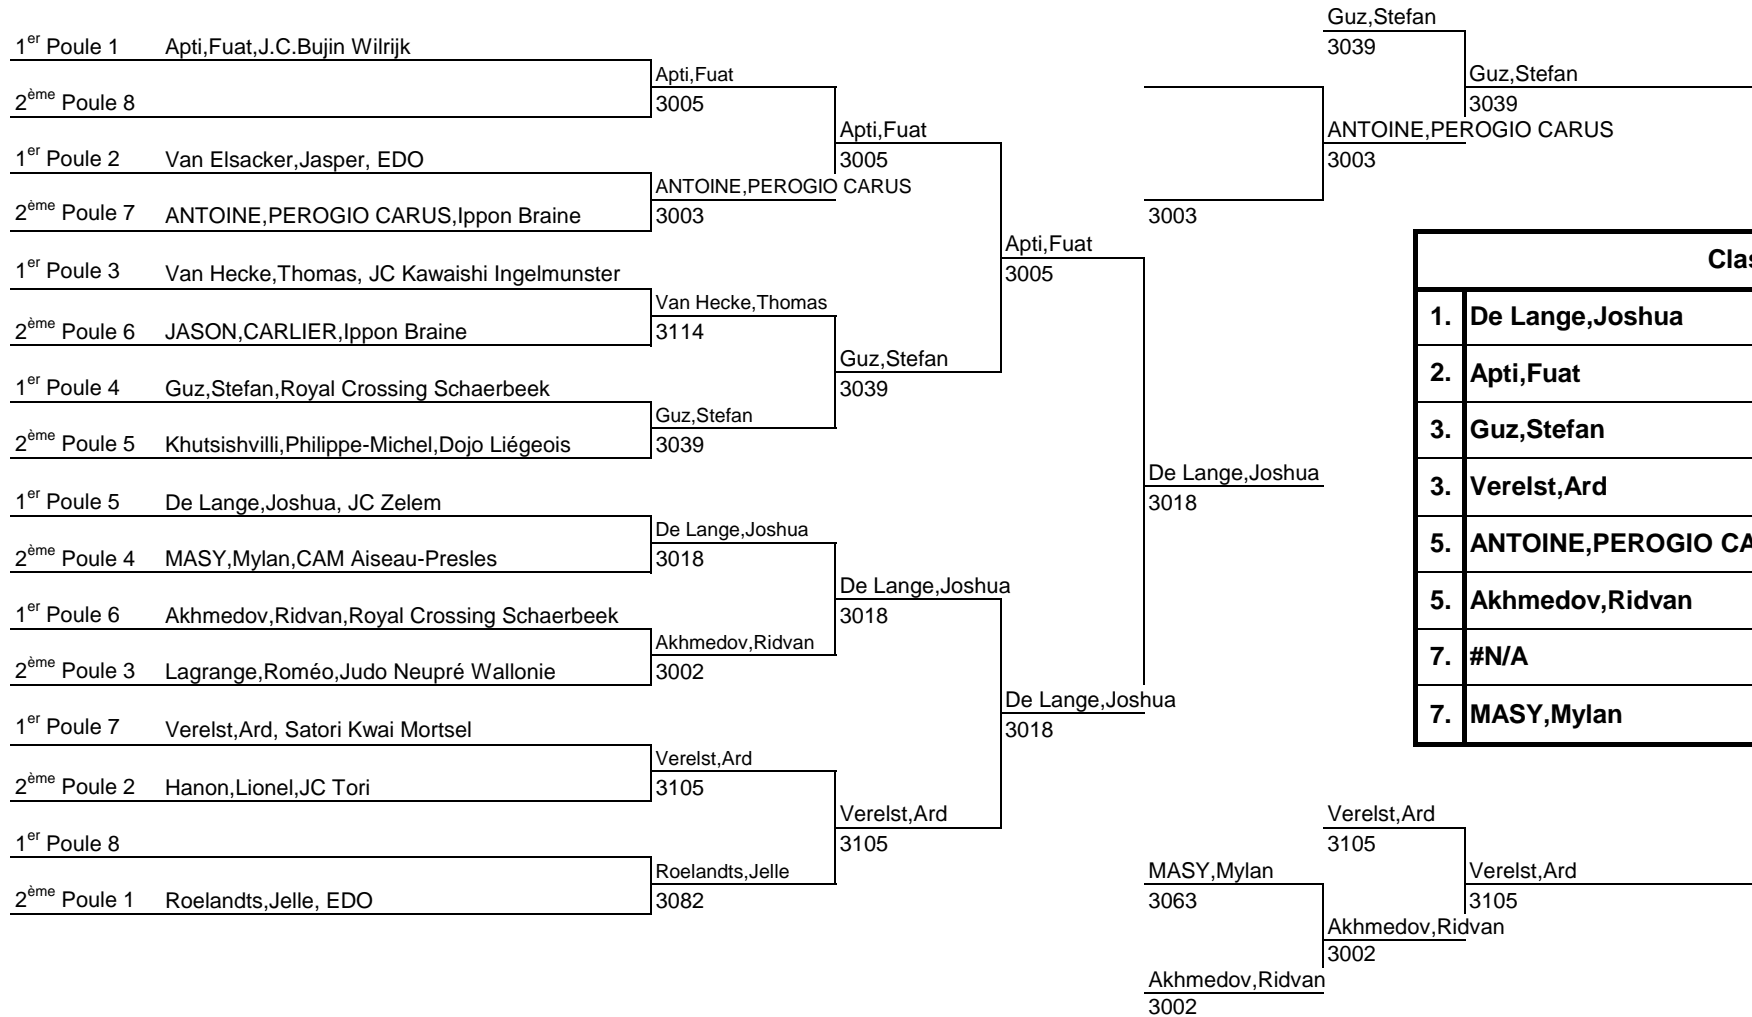 1er Poule 1 Apti,Fuat,J.C.Bujin Wilrijk
2ème Poule 8
1er Poule 2 Van Elsacker,Jasper, EDO
2ème Poule 7 ANTOINE,PEROGIO CARUS,Ippon Braine
1er Poule 3 Van Hecke,Thomas, JC Kawaishi Ingelmunster
2ème Poule 6 JASON,CARLIER,Ippon Braine
1er Poule 4 Guz,Stefan,Royal Crossing Schaerbeek
2ème Poule 5 Khutsishvilli,Philippe-Michel,Dojo Liégeois
1er Poule 5 De Lange,Joshua, JC Zelem
2ème Poule 4 MASY,Mylan,CAM Aiseau-Presles
1er Poule 6 Akhmedov,Ridvan,Royal Crossing Schaerbeek
2ème Poule 3 Lagrange,Roméo,Judo Neupré Wallonie
1er Poule 7 Verelst,Ard, Satori Kwai Mortsel
2ème Poule 2 Hanon,Lionel,JC Tori
1er Poule 8
2ème Poule 1 Roelandts,Jelle, EDO
Apti,Fuat
3005
ANTOINE,PEROGIO CARUS
3003
Van Hecke,Thomas
3114
Guz,Stefan
3039
De Lange,Joshua
3018
Akhmedov,Ridvan
3002
Verelst,Ard
3105
Roelandts,Jelle
3082
Apti,Fuat
3005
Guz,Stefan
3039
De Lange,Joshua
3018
Verelst,Ard
3105
Apti,Fuat
3005
De Lange,Joshua
3018
De Lange,Joshua
3018
Guz,Stefan
3039
Guz,Stefan
3039
ANTOINE,PEROGIO CARUS
3003
3003
Clas
1. De Lange,Joshua
2. Apti,Fuat
3. Guz,Stefan
3. Verelst,Ard
5. ANTOINE,PEROGIO CA
5. Akhmedov,Ridvan
7. #N/A
7. MASY,Mylan
Verelst,Ard
3105
MASY,Mylan
3063
Verelst,Ard
3105
Akhmedov,Ridvan
3002
Akhmedov,Ridvan
3002